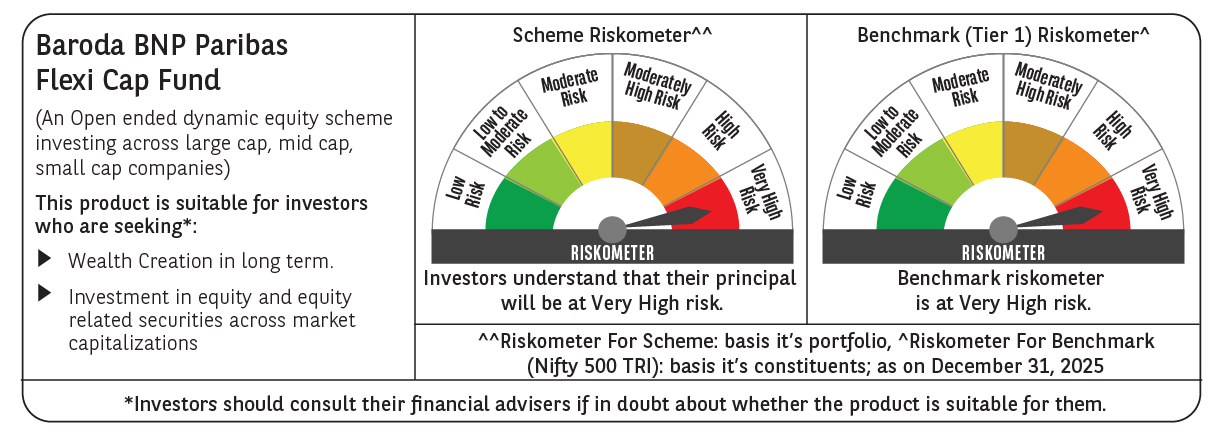 Baroda BNP Paribas
Flexi Cap Fund
(An Open ended dynamic equity scheme
investing across large cap, mid cap,
small cap companies)
This product is suitable for investors
who are seeking*:
Wealth Creation in long term.
Investment in equity and equity
related securities across market
capitalizations
Scheme Riskometer^^
Low
Risk
Low to
Moderate
Risk
Moderate
Risk
Moderately
High Risk
High
Risk
Very High
Risk
RISKOMETER
Investors understand that their principal
will be at Very High risk.
Benchmark (Tier 1) Riskometer^
Low
Risk
Low to
Moderate
Risk
Moderate
Risk
Moderately
High Risk
High
Risk
Very High
Risk
RISKOMETER
Benchmark riskometer
is at Very High risk.
^^Riskometer For Scheme: basis it's portfolio, ^Riskometer For Benchmark
(Nifty 500 TRI): basis it's constituents; as on December 31, 2025
*Investors should consult their financial advisers if in doubt about whether the product is suitable for them.